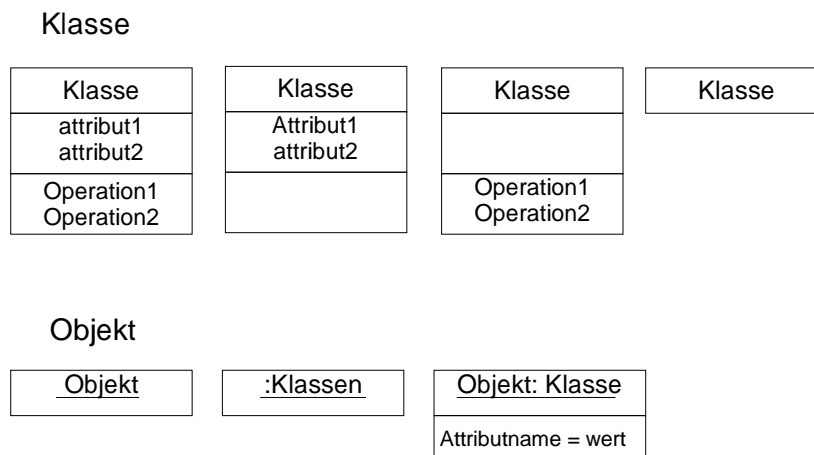 Klasse
Klasse
attribut1
attribut2
Operation1
Operation2
Klasse
Attribut1
attribut2
Klasse
Operation1
Operation2
Klasse
Objekt
Objekt
:Klassen
Objekt: Klasse
Attributname = wert